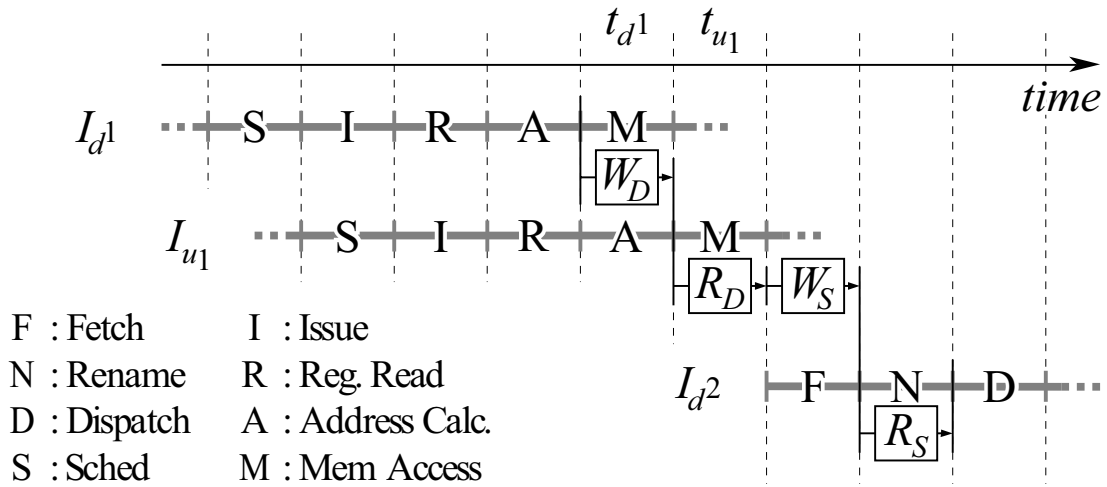 t_d1 t_u1
time
I_d1 S I R A M
W_D
I_u1 S I R A M
R_D W_S
F : Fetch I : Issue
N : Rename R : Reg. Read
I_d2 F N D
D : Dispatch A : Address Calc.
R_S
S : Sched M : Mem Access